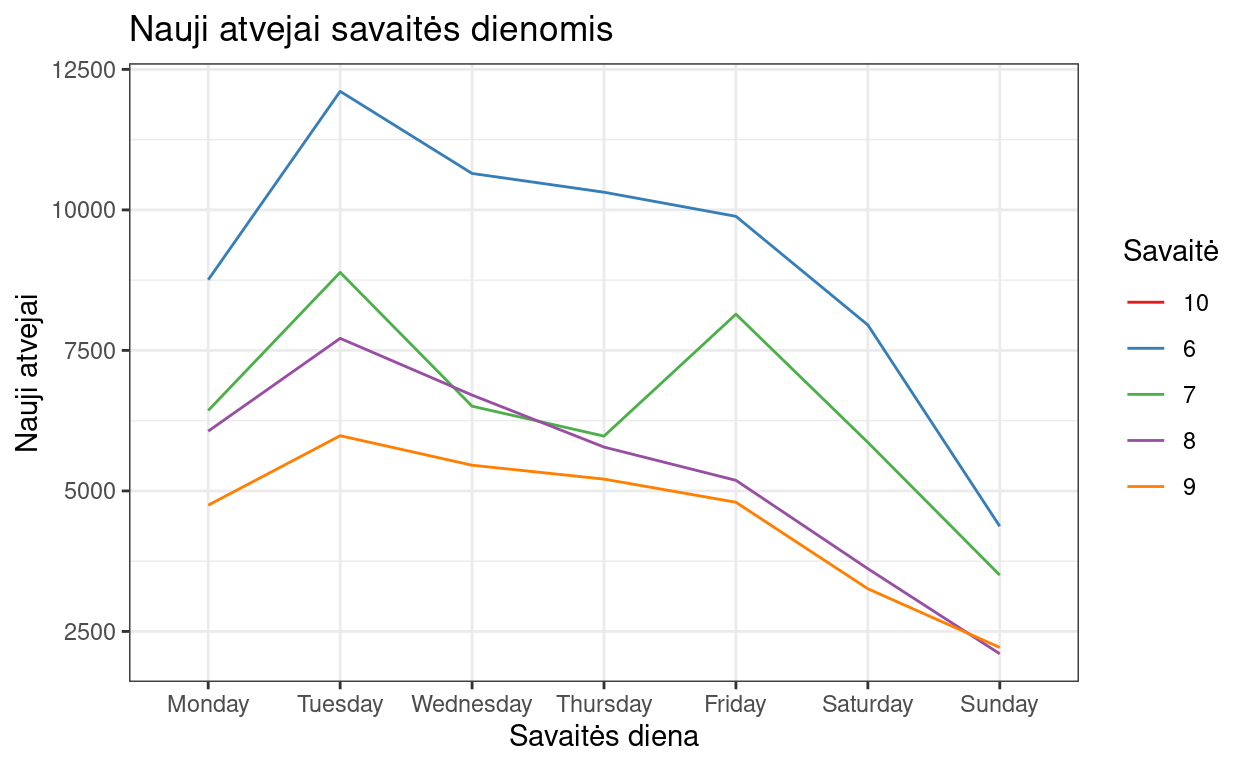 Nauji atvejai savaitės dienomis
12500
10000
7500
5000
2500
Nauji atvejai
Monday Tuesday Wednesday Thursday Friday Saturday Sunday
Savaitės diena
Savaitė
10
6
7
8
9